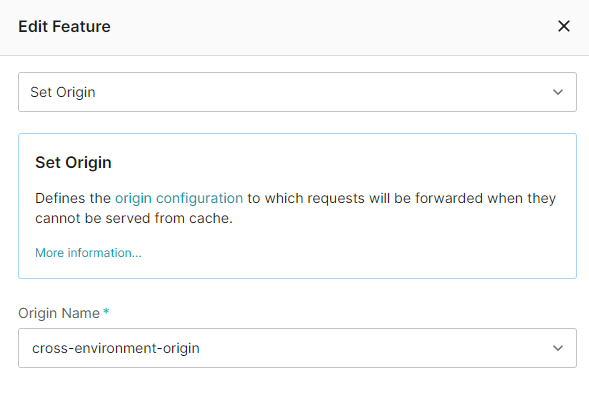 Edit Feature
Set Origin
Set Origin
Defines the origin configuration to which requests will be forwarded when they
cannot be served from cache.
More information...
Origin Name *
cross-environment-origin